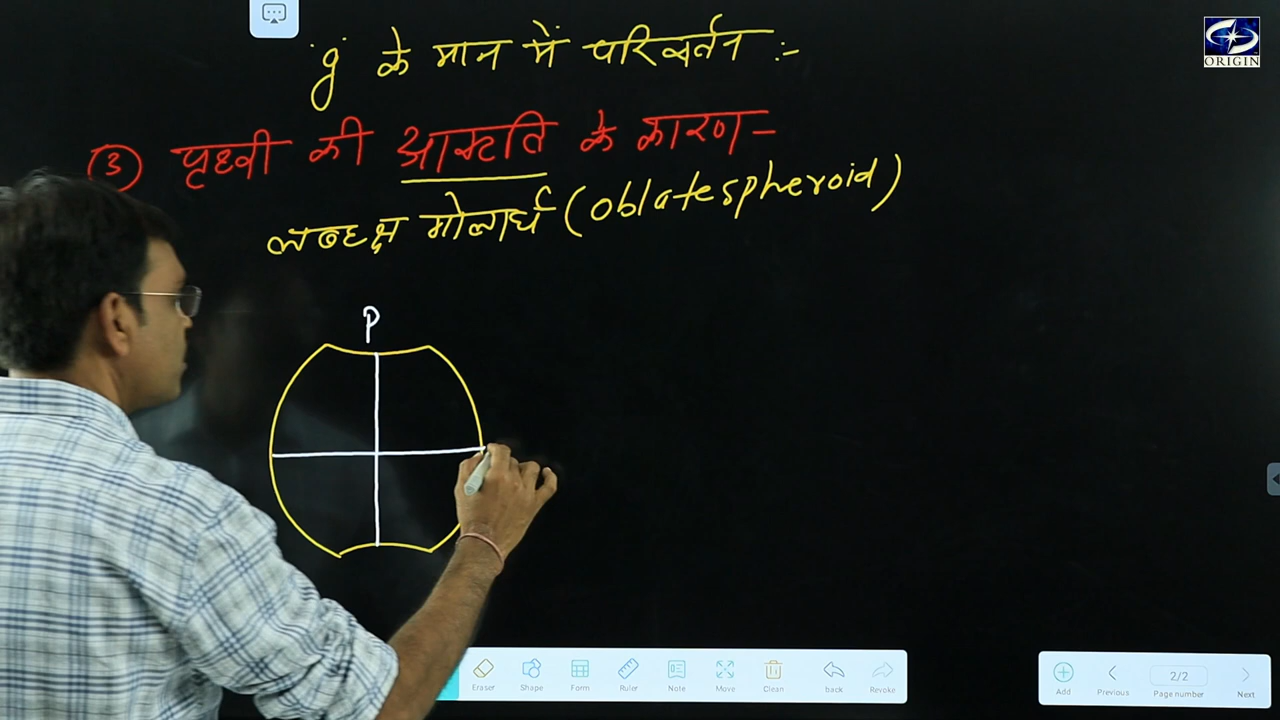 'g' के मान में परिवर्तन :-
③ पृथ्वी की आकृति के कारण –
लघ्वक्ष गोलार्ध (oblatespheroid)
P
ORIGIN
Eraser Shape Form Ruler Note Move Clean back Revoke
Add Previous 2/2 Page number Next